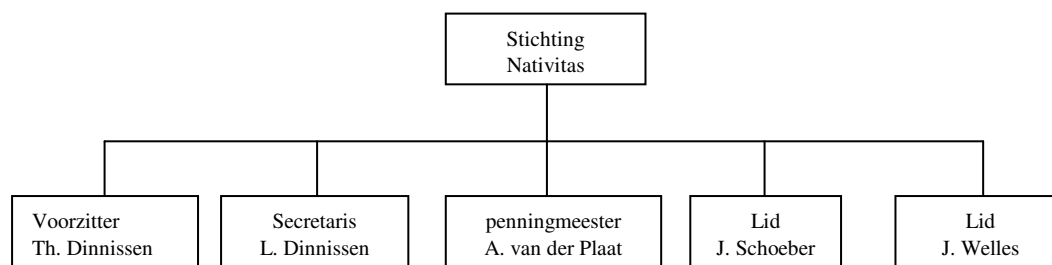 Stichting
Nativitas
Voorzitter
Th. Dinnissen
Secretaris
L. Dinnissen
penningmeester
A. van der Plaat
Lid
J. Schoeber
Lid
J. Welles